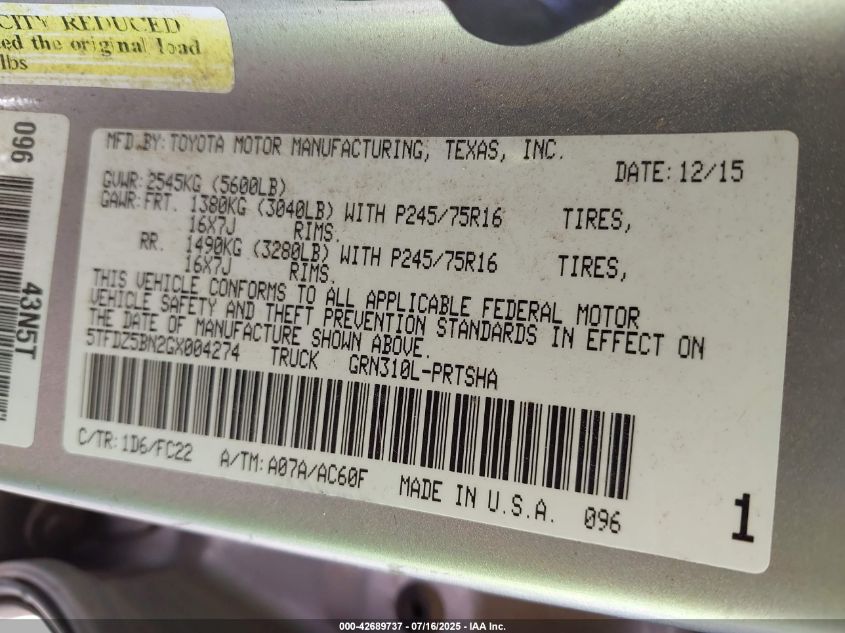 CITY REDUCED
ed the original load
lbs
096
43N5T
MFD.BY:TOYOTA MOTOR MANUFACTURING, TEXAS, INC.
DATE:12/15
GVWR:2545KG (5600LB)
GAWR:FRT. 1380KG (3040LB) WITH P245/75R16 TIRES,
16X7J RIMS.
RR. 1490KG (3280LB) WITH P245/75R16 TIRES,
16X7J RIMS.
THIS VEHICLE CONFORMS TO ALL APPLICABLE FEDERAL MOTOR
VEHICLE SAFETY AND THEFT PREVENTION STANDARDS IN EFFECT ON
THE DATE OF MANUFACTURE SHOWN ABOVE.
5TFDZ5BN2GX004274 TRUCK GRN310L-PRTSHA
C/TR:1D6/FC22 A/TM:A07A/AC60F MADE IN U.S.A. 096
1
000-42689737 - 07/16/2025 - IAA Inc.